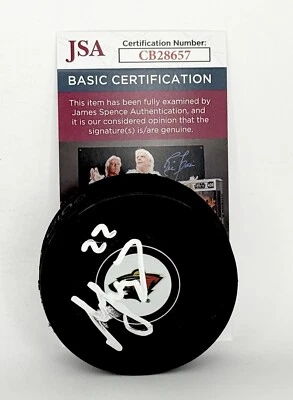 JSA
Certification Number:
CB28657
BASIC CERTIFICATION
This item has been fully examined by
James Spence Authentication, and
it is our considered opinion that the
signature(s) is/are genuine.
22